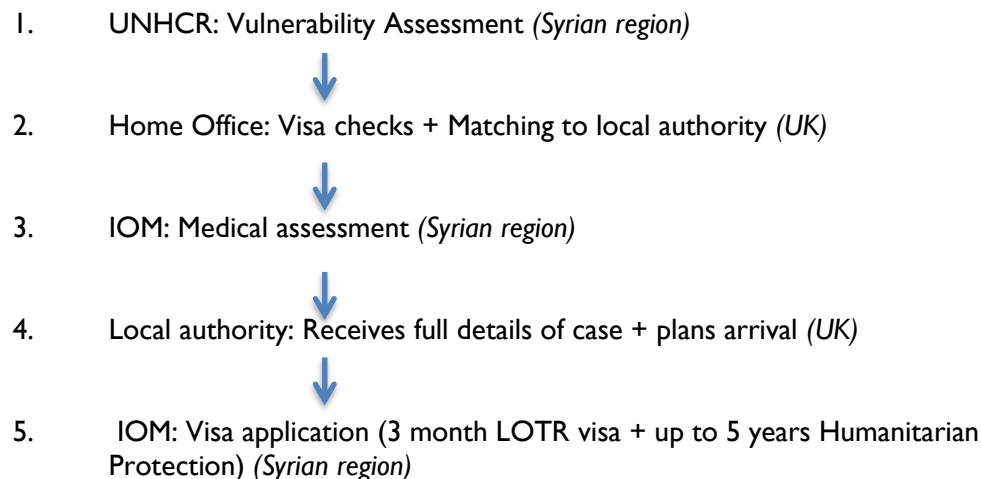 1. UNHCR: Vulnerability Assessment (Syrian region)
2. Home Office: Visa checks + Matching to local authority (UK)
3. IOM: Medical assessment (Syrian region)
4. Local authority: Receives full details of case + plans arrival (UK)
5. IOM: Visa application (3 month LOTR visa + up to 5 years Humanitarian
Protection) (Syrian region)